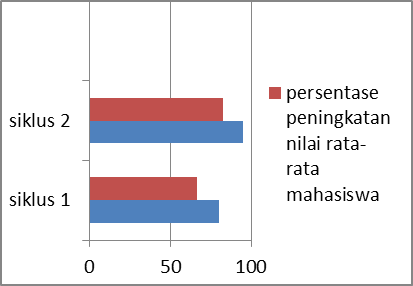 siklus 2
siklus 1
0 50 100
persentase
peningkatan
nilai rata-
rata
mahasiswa